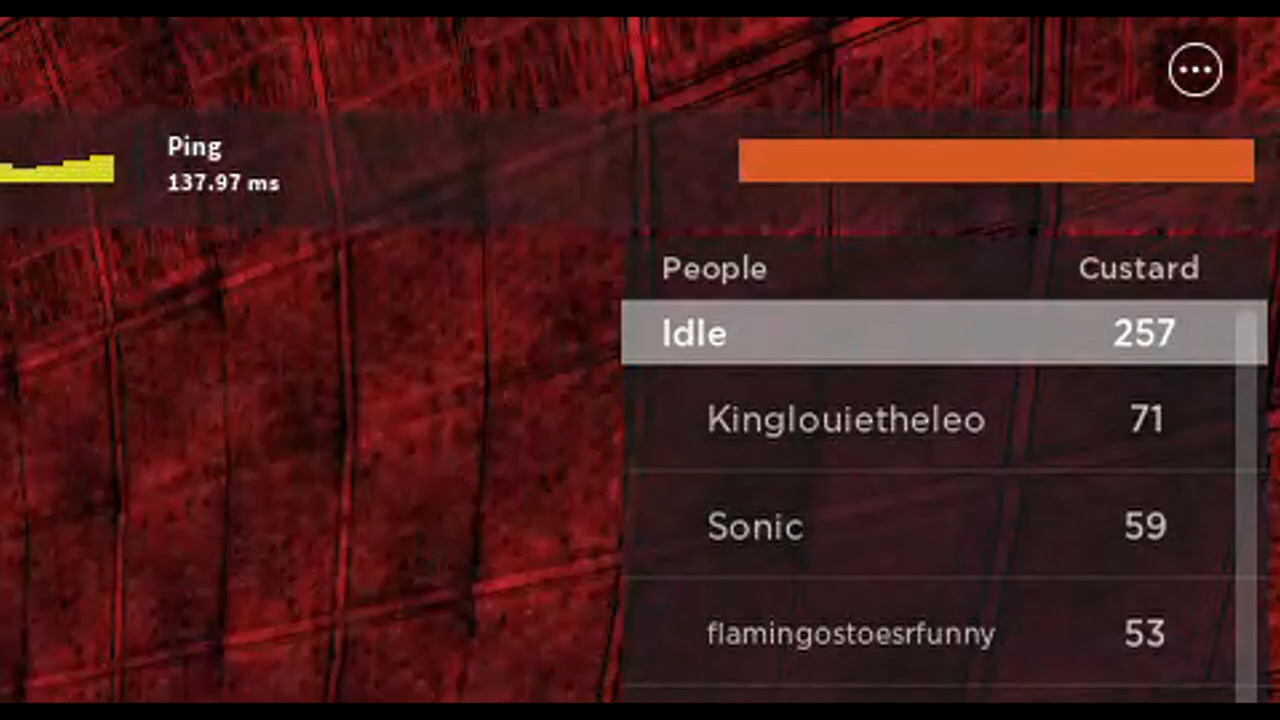 Ping
137.97 ms
People Custard
Idle 257
Kinglouietheleo 71
Sonic 59
flamingostoesrfunny 53